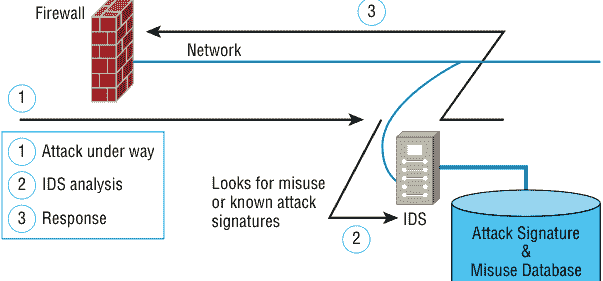 Firewall
3
Network
1
1 Attack under way
2 IDS analysis
3 Response
Looks for misuse
or known attack
signatures
2
IDS
Attack Signature
&
Misuse Database